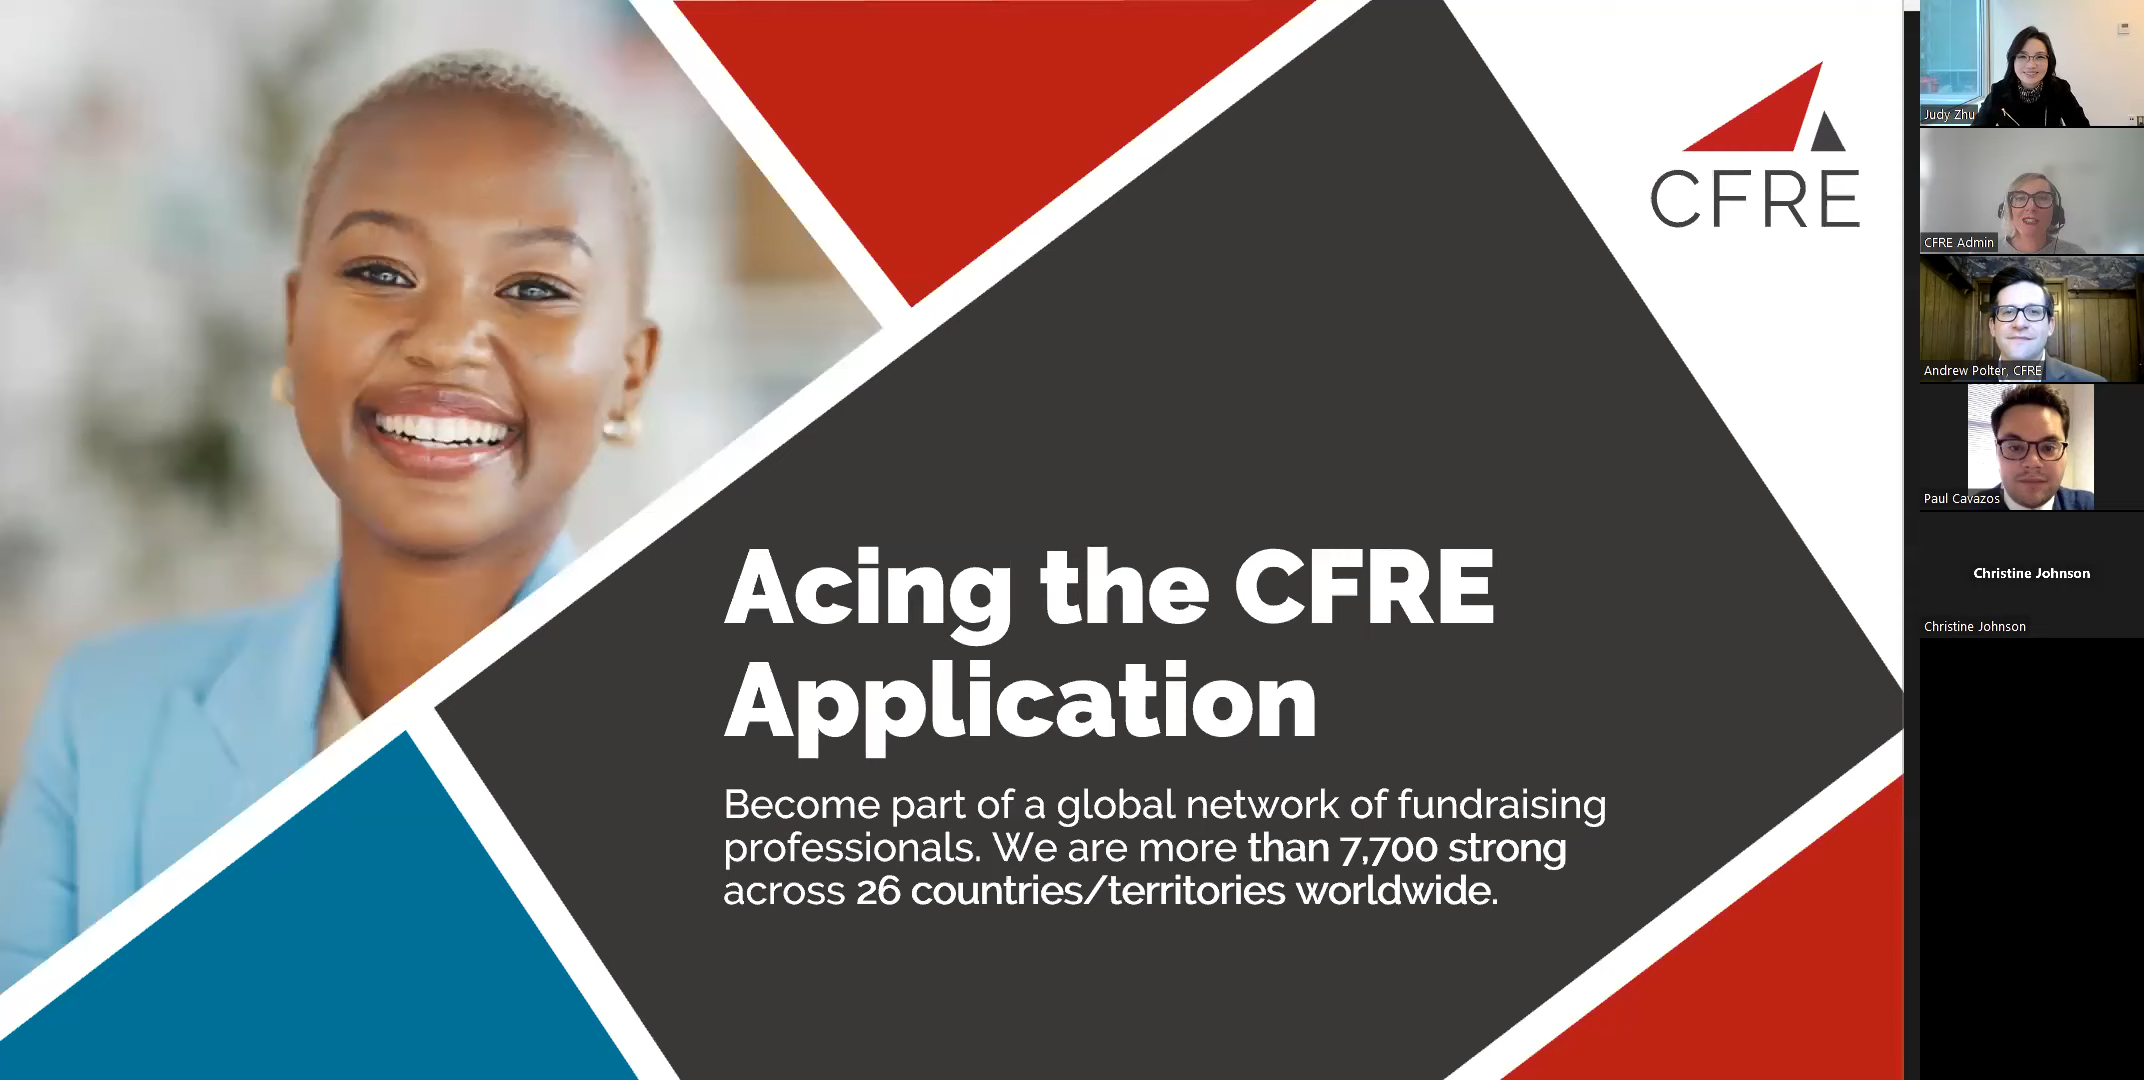 CFRE
Acing the CFRE
Application
Become part of a global network of fundraising
professionals. We are more than 7,700 strong
across 26 countries/territories worldwide.
Judy Zhu
CFRE Admin
Andrew Polter, CFRE
Paul Cavazos
Christine Johnson
Christine Johnson